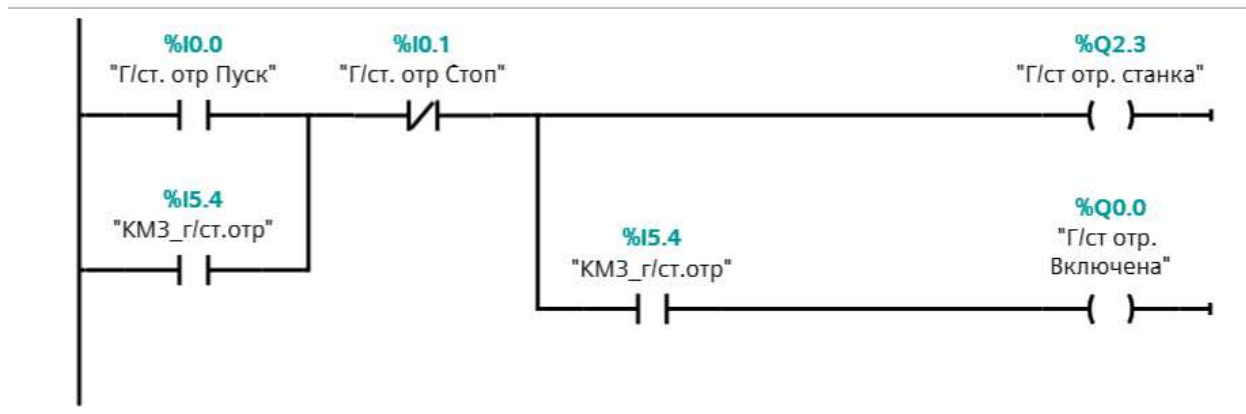 %I0.0
"Г/ст. отр Пуск"
%I0.1
"Г/ст. отр Стоп"
%Q2.3
"Г/ст отр. станка"
%I5.4
"КМ3_г/ст.отр"
%I5.4
"КМ3_г/ст.отр"
%Q0.0
"Г/ст отр.
Включена"